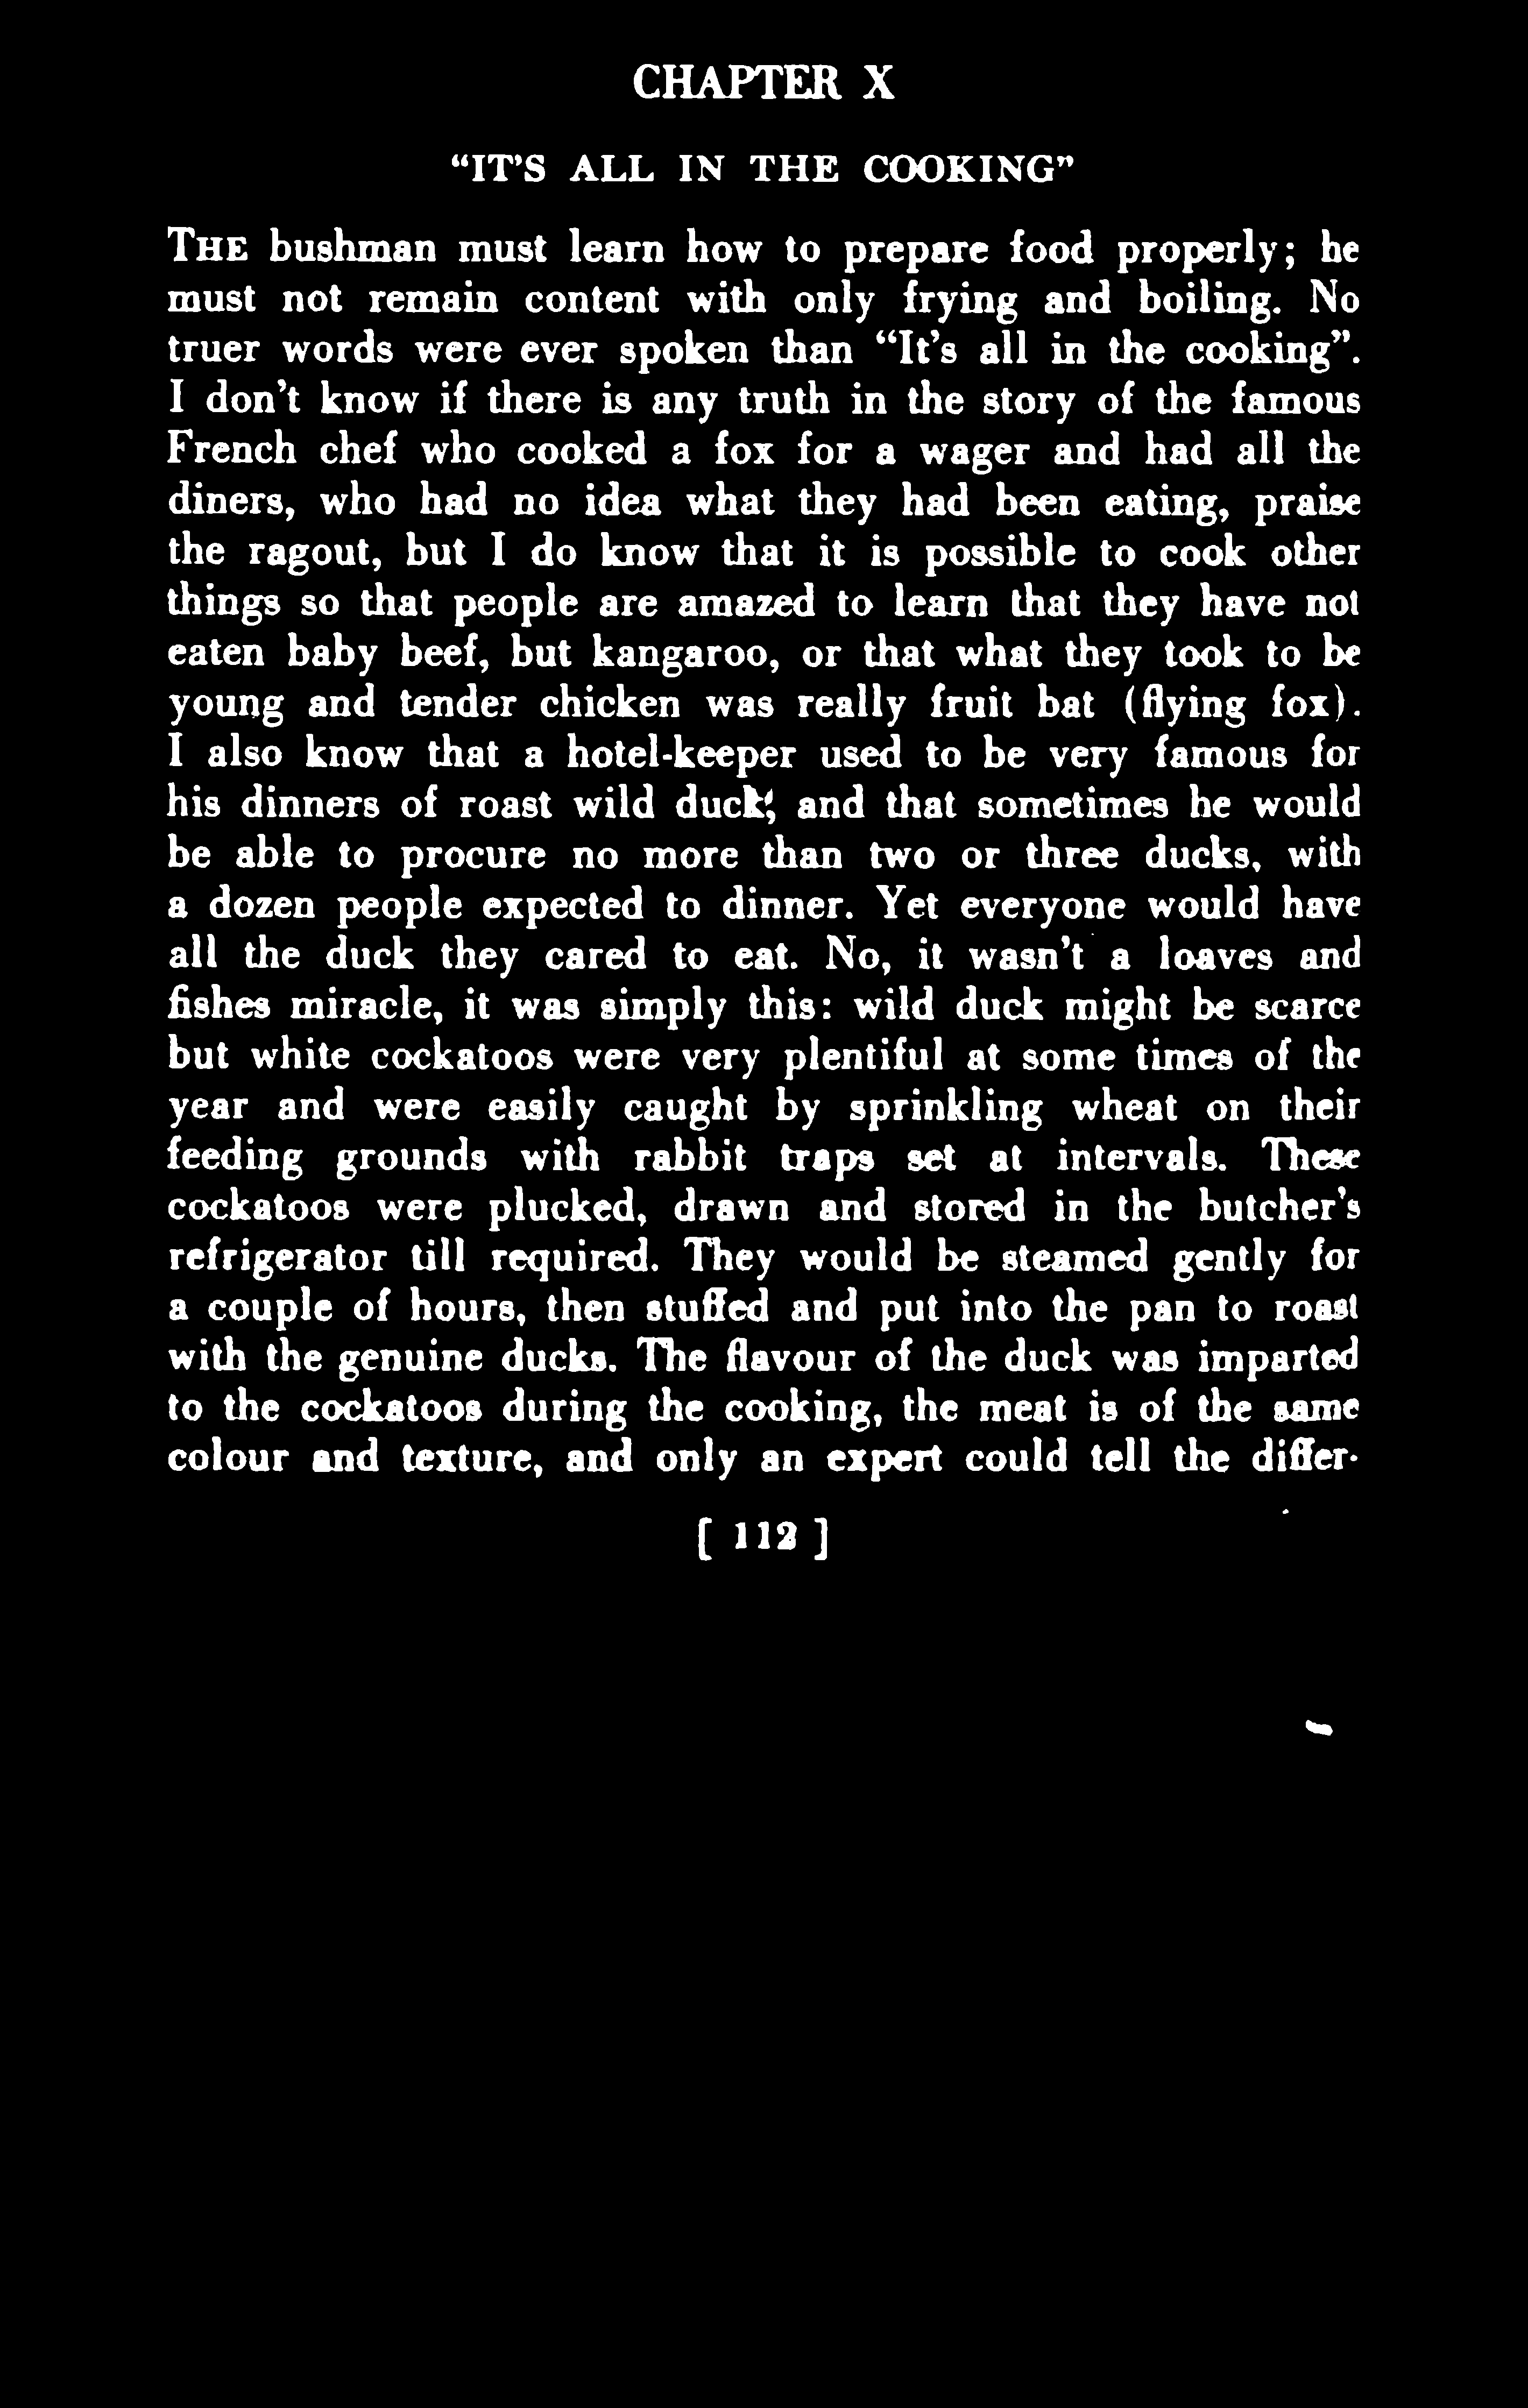 CHAPTER X
“IT’S ALL IN THE COOKING”
THE bushman must learn how to prepare food properly; he
must not remain content with only frying and boiling. No
truer words were ever spoken than “It’s all in the cooking”.
I don’t know if there is any truth in the story of the famous
French chef who cooked a fox for a wager and had all the
diners, who had no idea what they had been eating, praise
the ragout, but I do know that it is possible to cook other
things so that people are amazed to learn that they have not
eaten baby beef, but kangaroo, or that what they took to be
young and tender chicken was really fruit bat (flying fox).
I also know that a hotel-keeper used to be very famous for
his dinners of roast wild duck; and that sometimes he would
be able to procure no more than two or three ducks, with
a dozen people expected to dinner. Yet everyone would have
all the duck they cared to eat. No, it wasn’t a loaves and
fishes miracle, it was simply this: wild duck might be scarce
but white cockatoos were very plentiful at some times of the
year and were easily caught by sprinkling wheat on their
feeding grounds with rabbit traps set at intervals. These
cockatoos were plucked, drawn and stored in the butcher’s
refrigerator till required. They would be steamed gently for
a couple of hours, then stuffed and put into the pan to roast
with the genuine ducks. The flavour of the duck was imparted
to the cockatoos during the cooking, the meat is of the same
colour and texture, and only an expert could tell the differ-
[ 112 ]